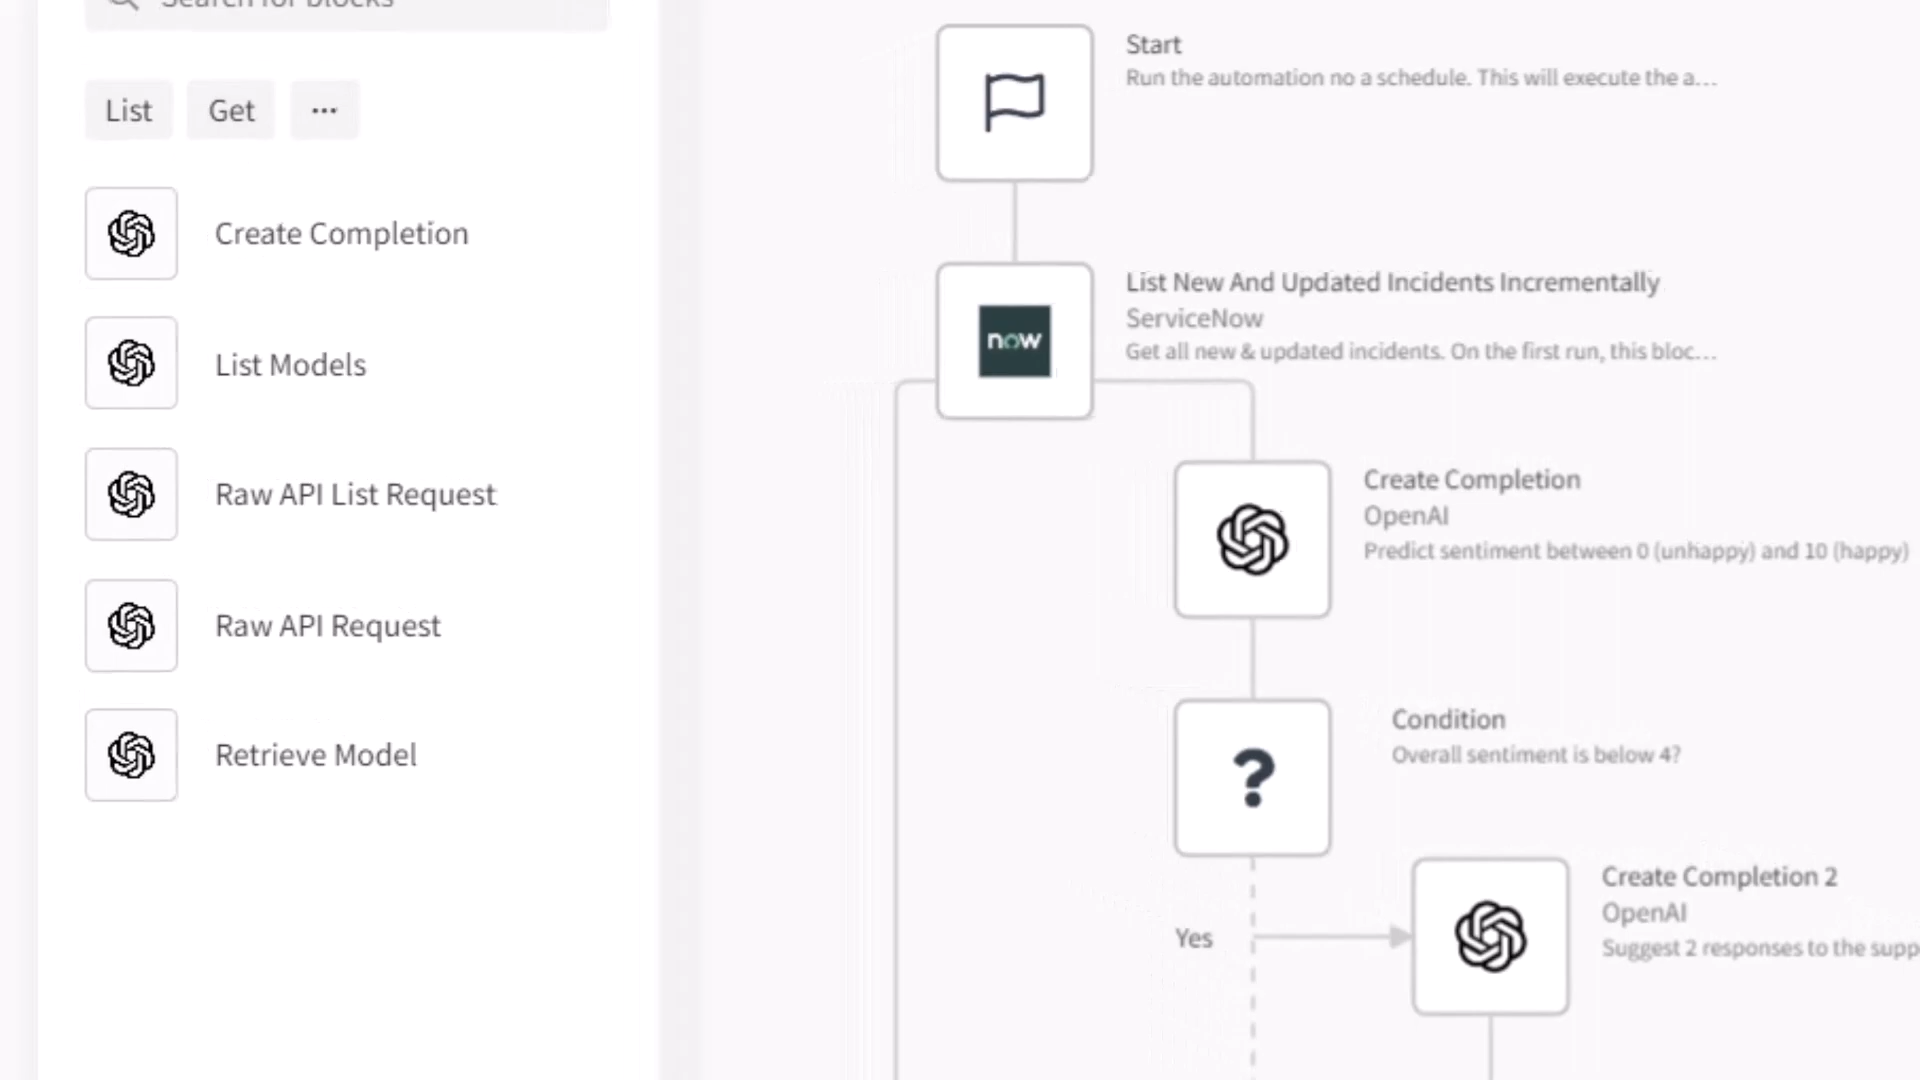 Search for blocks
List
Get
...
Create Completion
List Models
Raw API List Request
Raw API Request
Retrieve Model
Start
Run the automation no a schedule. This will execute the a...
now
List New And Updated Incidents Incrementally
ServiceNow
Get all new & updated incidents. On the first run, this bloc...
Create Completion
OpenAI
Predict sentiment between 0 (unhappy) and 10 (happy)
Condition
Overall sentiment is below 4?
Yes
Create Completion 2
OpenAI
Suggest 2 responses to the supp